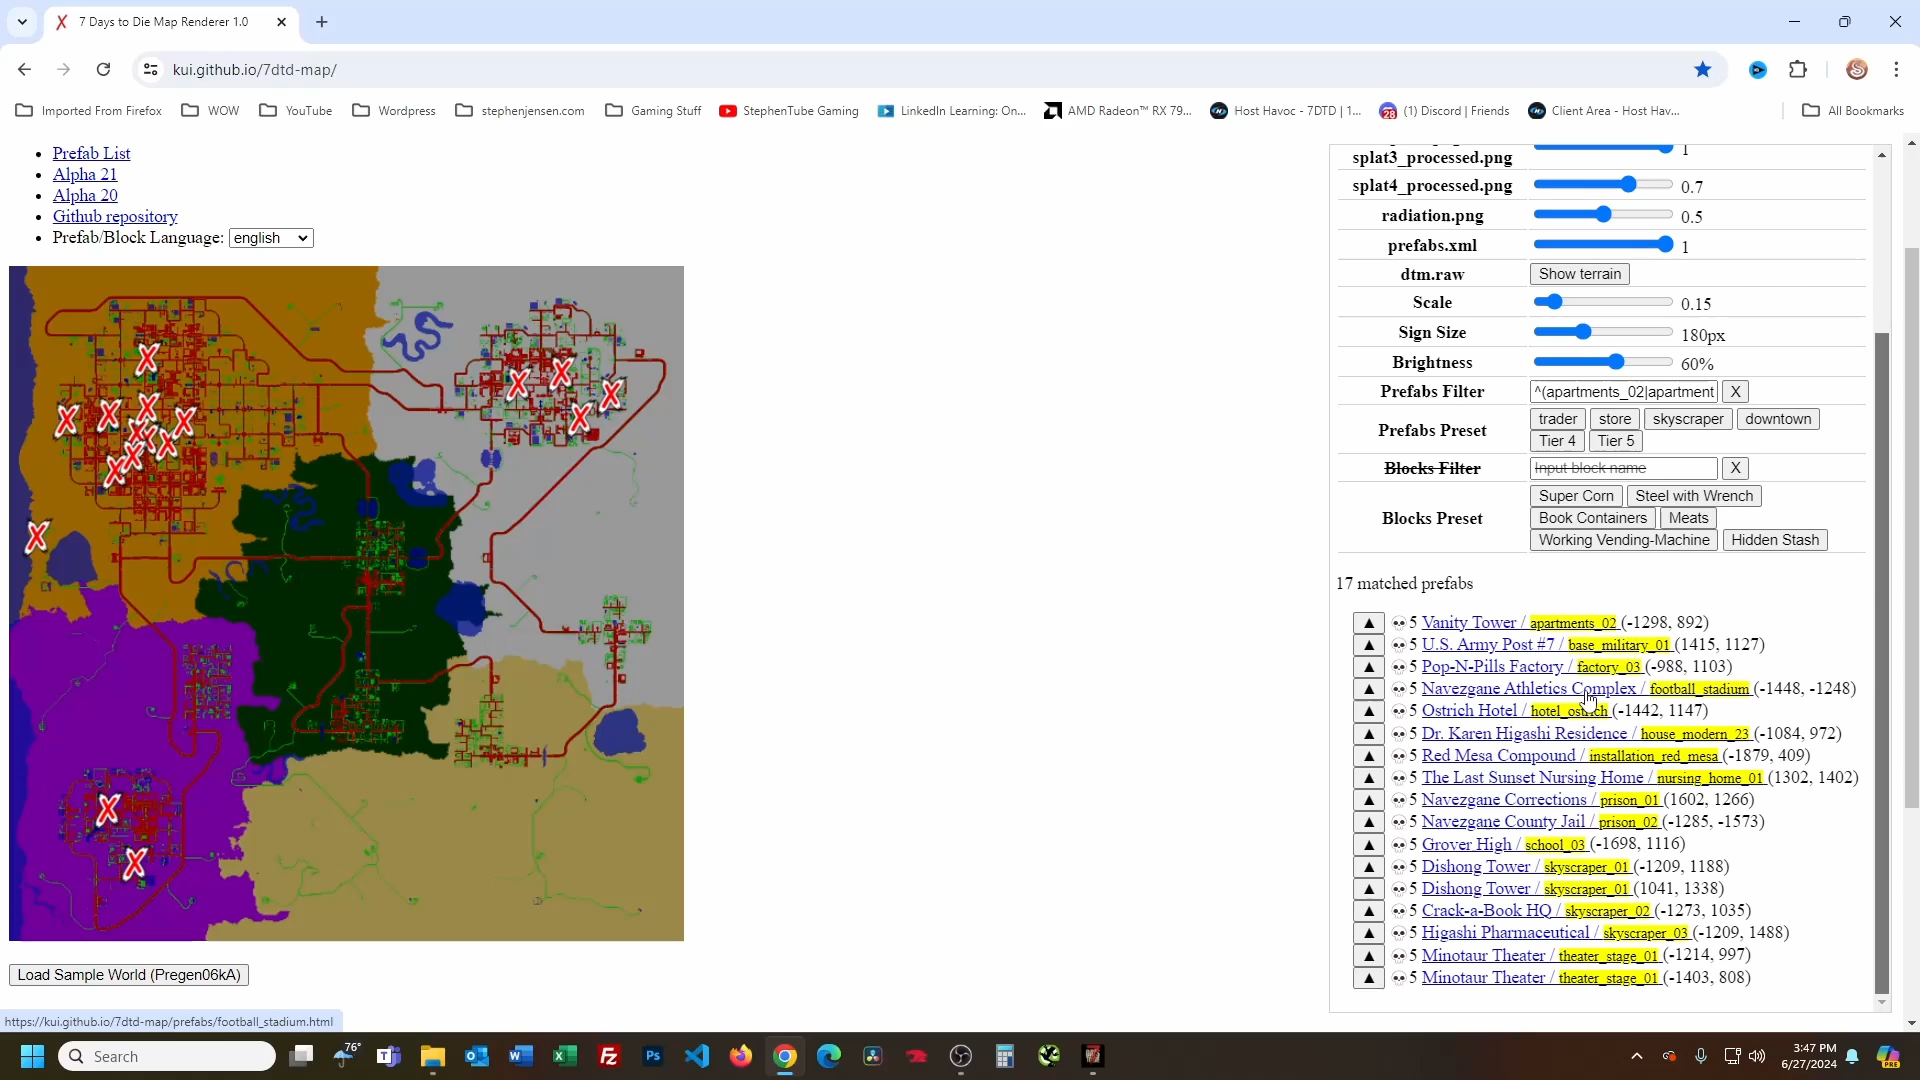 7 Days to Die Map Renderer 1.0
kui.github.io/7dtd-map/
Imported From Firefox
WOW
YouTube
Wordpress
stephenjensen.com
Gaming Stuff
StephenTube Gaming
LinkedIn Learning: On...
AMD Radeon™ RX 79...
Host Havoc - 7DTD | 1...
28
(1) Discord | Friends
Client Area - Host Hav...
All Bookmarks
Prefab List
Alpha 21
Alpha 20
Github repository
Prefab/Block Language: english
Load Sample World (Pregen06kA)
splat3_processed.png 1
splat4_processed.png 0.7
radiation.png 0.5
prefabs.xml 1
dtm.raw Show terrain
Scale 0.15
Sign Size 180px
Brightness 60%
Prefabs Filter ^(apartments_02|apartment X
Prefabs Preset trader store skyscraper downtown
Tier 4 Tier 5
Blocks Filter Input block name X
Blocks Preset Super Corn Steel with Wrench
Book Containers Meats
Working Vending-Machine Hidden Stash
17 matched prefabs
▲ 5 Vanity Tower / apartments_02 (-1298, 892)
▲ 5 U.S. Army Post #7 / base_military_01 (1415, 1127)
▲ 5 Pop-N-Pills Factory / factory_03 (-988, 1103)
▲ 5 Navezgane Athletics Complex / football_stadium (-1448, -1248)
▲ 5 Ostrich Hotel / hotel_ostrich (-1442, 1147)
▲ 5 Dr. Karen Higashi Residence / house_modern_23 (-1084, 972)
▲ 5 Red Mesa Compound / installation_red_mesa (-1879, 409)
▲ 5 The Last Sunset Nursing Home / nursing_home_01 (1302, 1402)
▲ 5 Navezgane Corrections / prison_01 (1602, 1266)
▲ 5 Navezgane County Jail / prison_02 (-1285, -1573)
▲ 5 Grover High / school_03 (-1698, 1116)
▲ 5 Dishong Tower / skyscraper_01 (-1209, 1188)
▲ 5 Dishong Tower / skyscraper_01 (1041, 1338)
▲ 5 Crack-a-Book HQ / skyscraper_02 (-1273, 1035)
▲ 5 Higashi Pharmaceutical / skyscraper_03 (-1209, 1488)
▲ 5 Minotaur Theater / theater_stage_01 (-1214, 997)
▲ 5 Minotaur Theater / theater_stage_01 (-1403, 808)
https://kui.github.io/7dtd-map/prefabs/football_stadium.html
Search
76°
3:47 PM
6/27/2024
PRE